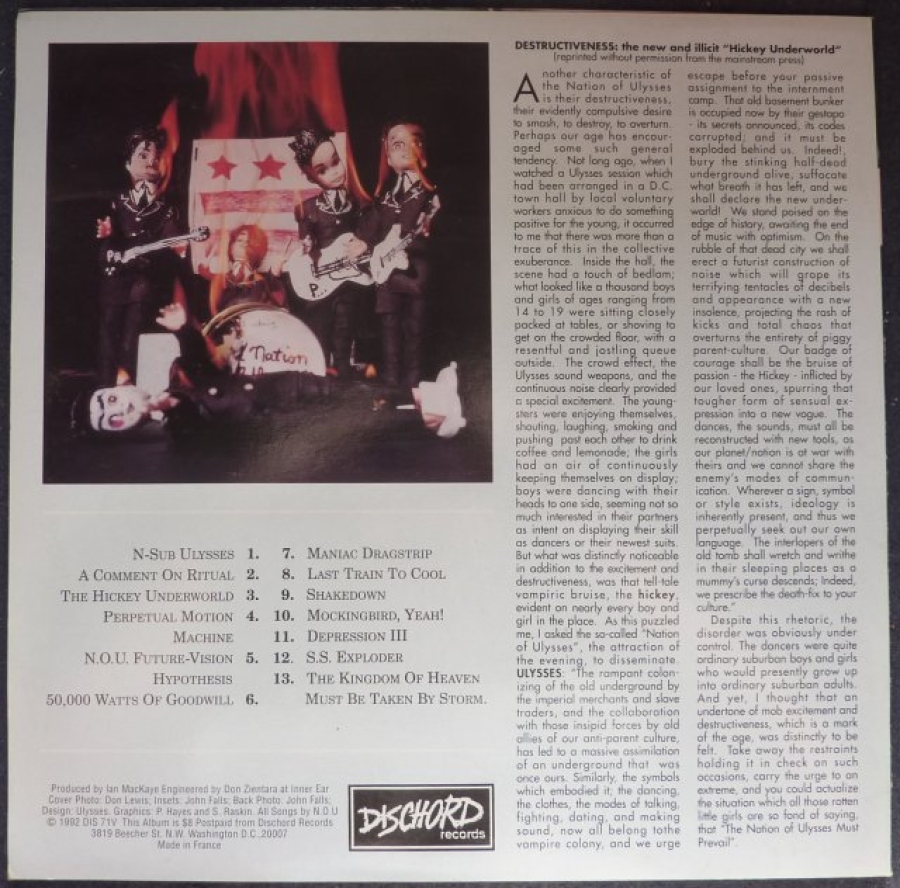 DESTRUCTIVENESS: the new and illicit "Hickey Underworld"
(reprinted without permission from the mainstream press)
Another characteristic of
the Nation of Ulysses
is their destructiveness,
their evidently compulsive desire
to smash, to destroy, to overturn.
Perhaps our age has encour-
aged some such general
tendency. Not long ago, when I
watched a Ulysses session which
had been arranged in a D.C.
town hall by local voluntary
workers anxious to do something
positive for the young, it occurred
to me that there was more than a
trace of this in the collective
exuberance. Inside the hall, the
scene had a touch of bedlam;
what looked like a thousand boys
and girls of ages ranging from
14 to 19 were sitting closely
packed at tables, or shoving to
get on the crowded floor, with a
resentful and jostling queue
outside. The crowd effect, the
Ulysses sound weapons, and the
continuous noise clearly provided
a special excitement. The young-
sters were enjoying themselves,
shouting, laughing, smoking and
pushing past each other to drink
coffee and lemonade; the girls
had an air of continuously
keeping themselves on display;
boys were dancing with their
heads to one side, seeming not so
much interested in their partners
as intent on displaying their skill
as dancers or their newest suits.
But what was distinctly noticeable
in addition to the excitement and
destructiveness, was that tell-tale
vampiric bruise, the hickey,
evident on nearly every boy and
girl in the place. As this puzzled
me, I asked the so-called "Nation
of Ulysses", the attraction of
the evening, to disseminate.
ULYSSES: "The rampant colon-
izing of the old underground by
the imperial merchants and slave
traders, and the collaboration
with those insipid forces by old
allies of our anti-parent culture,
has led to a massive assimilation
of an underground that was
once ours. Similarly, the symbols
which embodied it; the dancing,
the clothes, the modes of talking,
fighting, dating, and making
sound, now all belong tothe
vampire colony, and we urge
escape before your passive
assignment to the internment
camp. That old basement bunker
is occupied now by their gestapo
- its secrets announced, its codes
corrupted; and it must be
exploded behind us. Indeed!,
bury the stinking half-dead
underground alive, suffocate
what breath it has left, and we
shall declare the new under-
world! We stand poised on the
edge of history, awaiting the end
of music with optimism. On the
rubble of that dead city we shall
erect a futurist construction of
noise which will grope its
terrifying tentacles of decibels
and appearance with a new
insolence, projecting the rash of
kicks and total chaos that
overturns the entirety of piggy
parent-culture. Our badge of
courage shall be the bruise of
passion - the Hickey - inflicted by
our loved ones, spurring that
tougher form of sensual ex-
pression into a new vogue. The
dances, the sounds, must all be
reconstructed with new tools, as
our planet/nation is at war with
theirs and we cannot share the
enemy's modes of commun-
ication. Wherever a sign, symbol
or style exists, ideology is
inherently present, and thus we
perpetually seek out our own
language. The interlopers of the
old tomb shall wretch and writhe
in their sleeping places as a
mummy's curse descends; Indeed,
we prescribe the death-fix to your
culture."
Despite this rhetoric, the
disorder was obviously under
control. The dancers were quite
ordinary suburban boys and girls
who would presently grow up
into ordinary suburban adults.
And yet, I thought that an
undertone of mob excitement and
destructiveness, which is a mark
of the age, was distinctly to be
felt. Take away the restraints
holding it in check on such
occasions, carry the urge to an
extreme, and you could actualize
the situation which all those rotten
little girls are so fond of saying,
that "The Nation of Ulysses Must
Prevail".
P..
Nation
N-SUB ULYSSES 1.
A COMMENT ON RITUAL 2.
THE HICKEY UNDERWORLD 3.
PERPETUAL MOTION 4.
MACHINE
N.O.U. FUTURE-VISION 5.
HYPOTHESIS
50,000 WATTS OF GOODWILL 6.
7. MANIAC DRAGSTRIP
8. LAST TRAIN TO COOL
9. SHAKEDOWN
10. MOCKINGBIRD, YEAH!
11. DEPRESSION III
12. S.S. EXPLODER
13. THE KINGDOM OF HEAVEN
MUST BE TAKEN BY STORM.
Produced by Ian MacKaye Engineered by Don Zientara at Inner Ear
Cover Photo: Don Lewis; Insets: John Falls; Back Photo: John Falls;
Design: Ulysses. Graphics: P. Hayes and S. Raskin. All Songs by N.O.U
© 1992 DIS 71V This Album is $8 Postpaid from Dischord Records
3819 Beecher St. N.W. Washington D.C. 20007
Made in France
DISCHORD
records